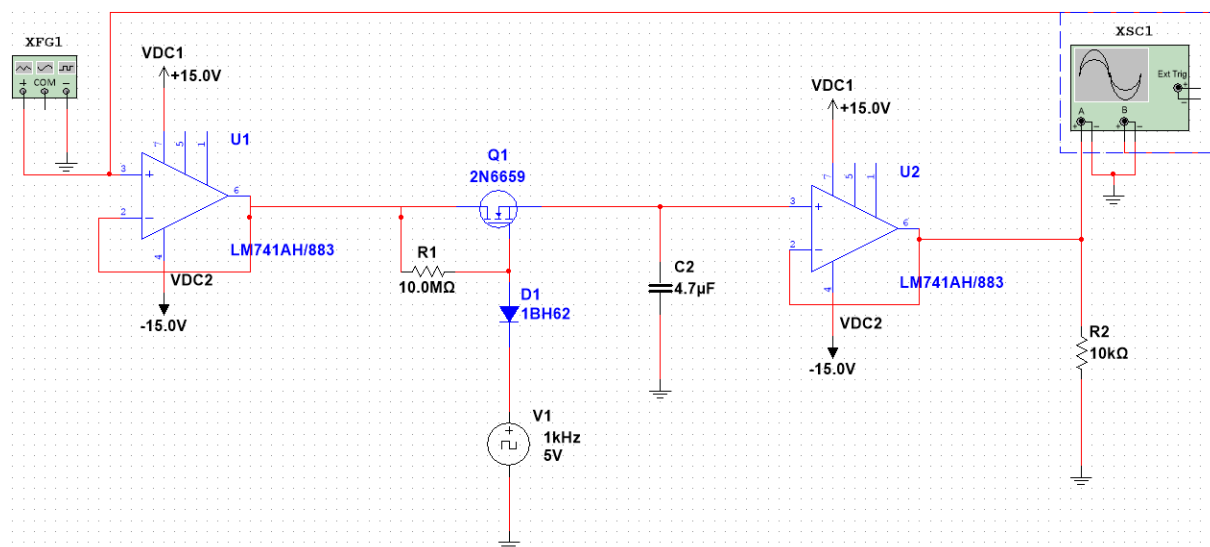 XFG1
COM
VDC1
+15.0V
7
5
1
U1
3
2
6
4
LM741AH/883
VDC2
-15.0V
Q1
2N6659
R1
10.0MΩ
D1
1BH62
V1
1kHz
5V
C2
4.7µF
VDC1
+15.0V
7
5
1
U2
3
2
6
4
LM741AH/883
VDC2
-15.0V
XSC1
Ext Trig
+
–
A
B
+ – + –
R2
10kΩ